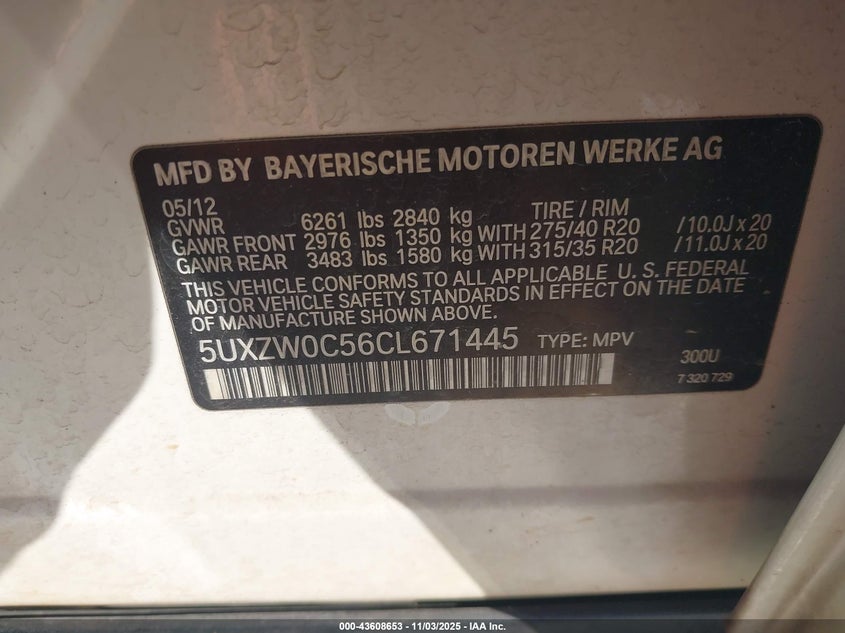 MFD BY BAYERISCHE MOTOREN WERKE AG
05/12 TIRE / RIM
GVWR 6261 lbs 2840 kg
GAWR FRONT 2976 lbs 1350 kg WITH 275/40 R20 /10.0J x 20
GAWR REAR 3483 lbs 1580 kg WITH 315/35 R20 /11.0J x 20
THIS VEHICLE CONFORMS TO ALL APPLICABLE U. S. FEDERAL
MOTOR VEHICLE SAFETY STANDARDS IN EFFECT ON THE DATE
OF MANUFACTURE SHOWN ABOVE.
5UXZW0C56CL671445 TYPE: MPV 300U
7 320 729
000-43608653 - 11/03/2025 - IAA Inc.